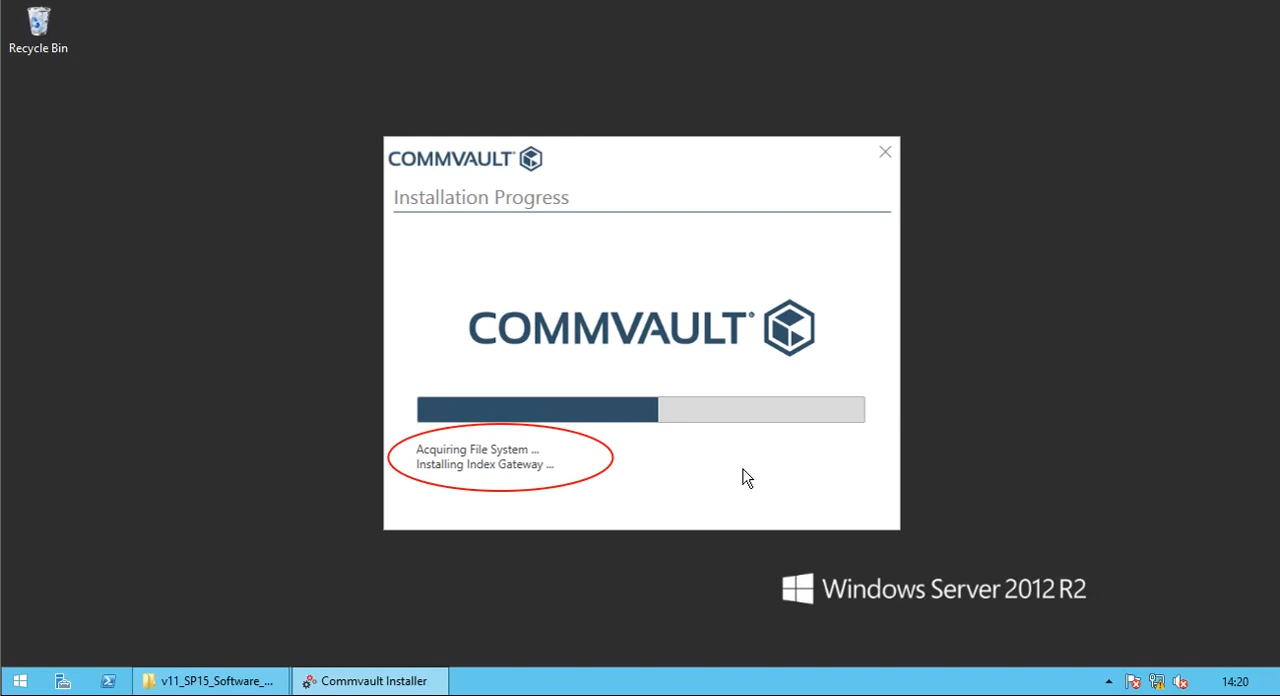 Recycle Bin
COMMVAULT
Installation Progress
COMMVAULT®
Acquiring File System ...
Installing Index Gateway ...
Windows Server 2012 R2
v11_SP15_Software_...
Commvault Installer
14:20